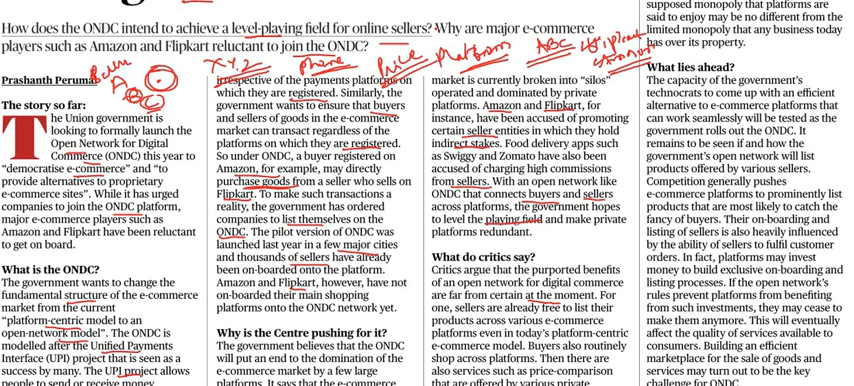 How does the ONDC intend to achieve a level-playing field for online sellers? Why are major e-commerce
players such as Amazon and Flipkart reluctant to join the ONDC?
X Y Z
Phone
Price
Platform
ABC
Prashanth Perumal
A
B
C
The story so far:
The Union government is
looking to formally launch the
Open Network for Digital
Commerce (ONDC) this year to
“democratise e-commerce” and “to
provide alternatives to proprietary
e-commerce sites”. While it has urged
companies to join the ONDC platform,
major e-commerce players such as
Amazon and Flipkart have been reluctant
to get on board.
What is the ONDC?
The government wants to change the
fundamental structure of the e-commerce
market from the current
“platform-centric model to an
open-network model”. The ONDC is
modelled after the Unified Payments
Interface (UPI) project that is seen as a
success by many. The UPI project allows
people to send or receive money
irrespective of the payments platforms on
which they are registered. Similarly, the
government wants to ensure that buyers
and sellers of goods in the e-commerce
market can transact regardless of the
platforms on which they are registered.
So under ONDC, a buyer registered on
Amazon, for example, may directly
purchase goods from a seller who sells on
Flipkart. To make such transactions a
reality, the government has ordered
companies to list themselves on the
ONDC. The pilot version of ONDC was
launched last year in a few major cities
and thousands of sellers have already
been on-boarded onto the platform.
Amazon and Flipkart, however, have not
on-boarded their main shopping
platforms onto the ONDC network yet.
Why is the Centre pushing for it?
The government believes that the ONDC
will put an end to the domination of the
e-commerce market by a few large
platforms. It says that the e-commerce
market is currently broken into “silos”
operated and dominated by private
platforms. Amazon and Flipkart, for
instance, have been accused of promoting
certain seller entities in which they hold
indirect stakes. Food delivery apps such
as Swiggy and Zomato have also been
accused of charging high commissions
from sellers. With an open network like
ONDC that connects buyers and sellers
across platforms, the government hopes
to level the playing field and make private
platforms redundant.
What do critics say?
Critics argue that the purported benefits
of an open network for digital commerce
are far from certain at the moment. For
one, sellers are already free to list their
products across various e-commerce
platforms even in today’s platform-centric
e-commerce model. Buyers also routinely
shop across platforms. Then there are
also services such as price-comparison
that are offered by various private
supposed monopoly that platforms are
said to enjoy may be no different from the
limited monopoly that any business today
has over its property.
What lies ahead?
The capacity of the government’s
technocrats to come up with an efficient
alternative to e-commerce platforms that
can work seamlessly will be tested as the
government rolls out the ONDC. It
remains to be seen if and how the
government’s open network will list
products offered by various sellers.
Competition generally pushes
e-commerce platforms to prominently list
products that are most likely to catch the
fancy of buyers. Their on-boarding and
listing of sellers is also heavily influenced
by the ability of sellers to fulfil customer
orders. In fact, platforms may invest
money to build exclusive on-boarding and
listing processes. If the open network’s
rules prevent platforms from benefiting
from such investments, they may cease to
make them anymore. This will eventually
affect the quality of services available to
consumers. Building an efficient
marketplace for the sale of goods and
services may turn out to be the key
challenge for ONDC.